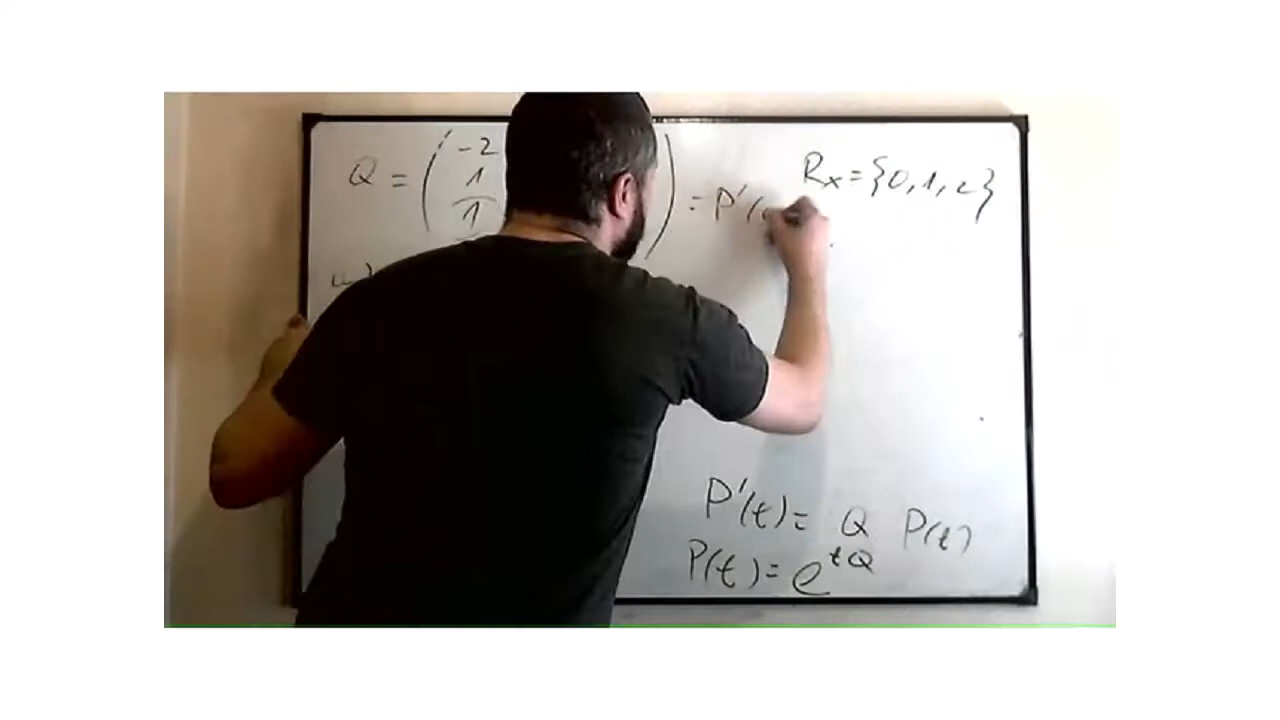 Q = ( -2
1
1 ) = P'(
R_x = {0, 1, 2}
P'(t) = Q P(t)
P(t) = e^{tQ}